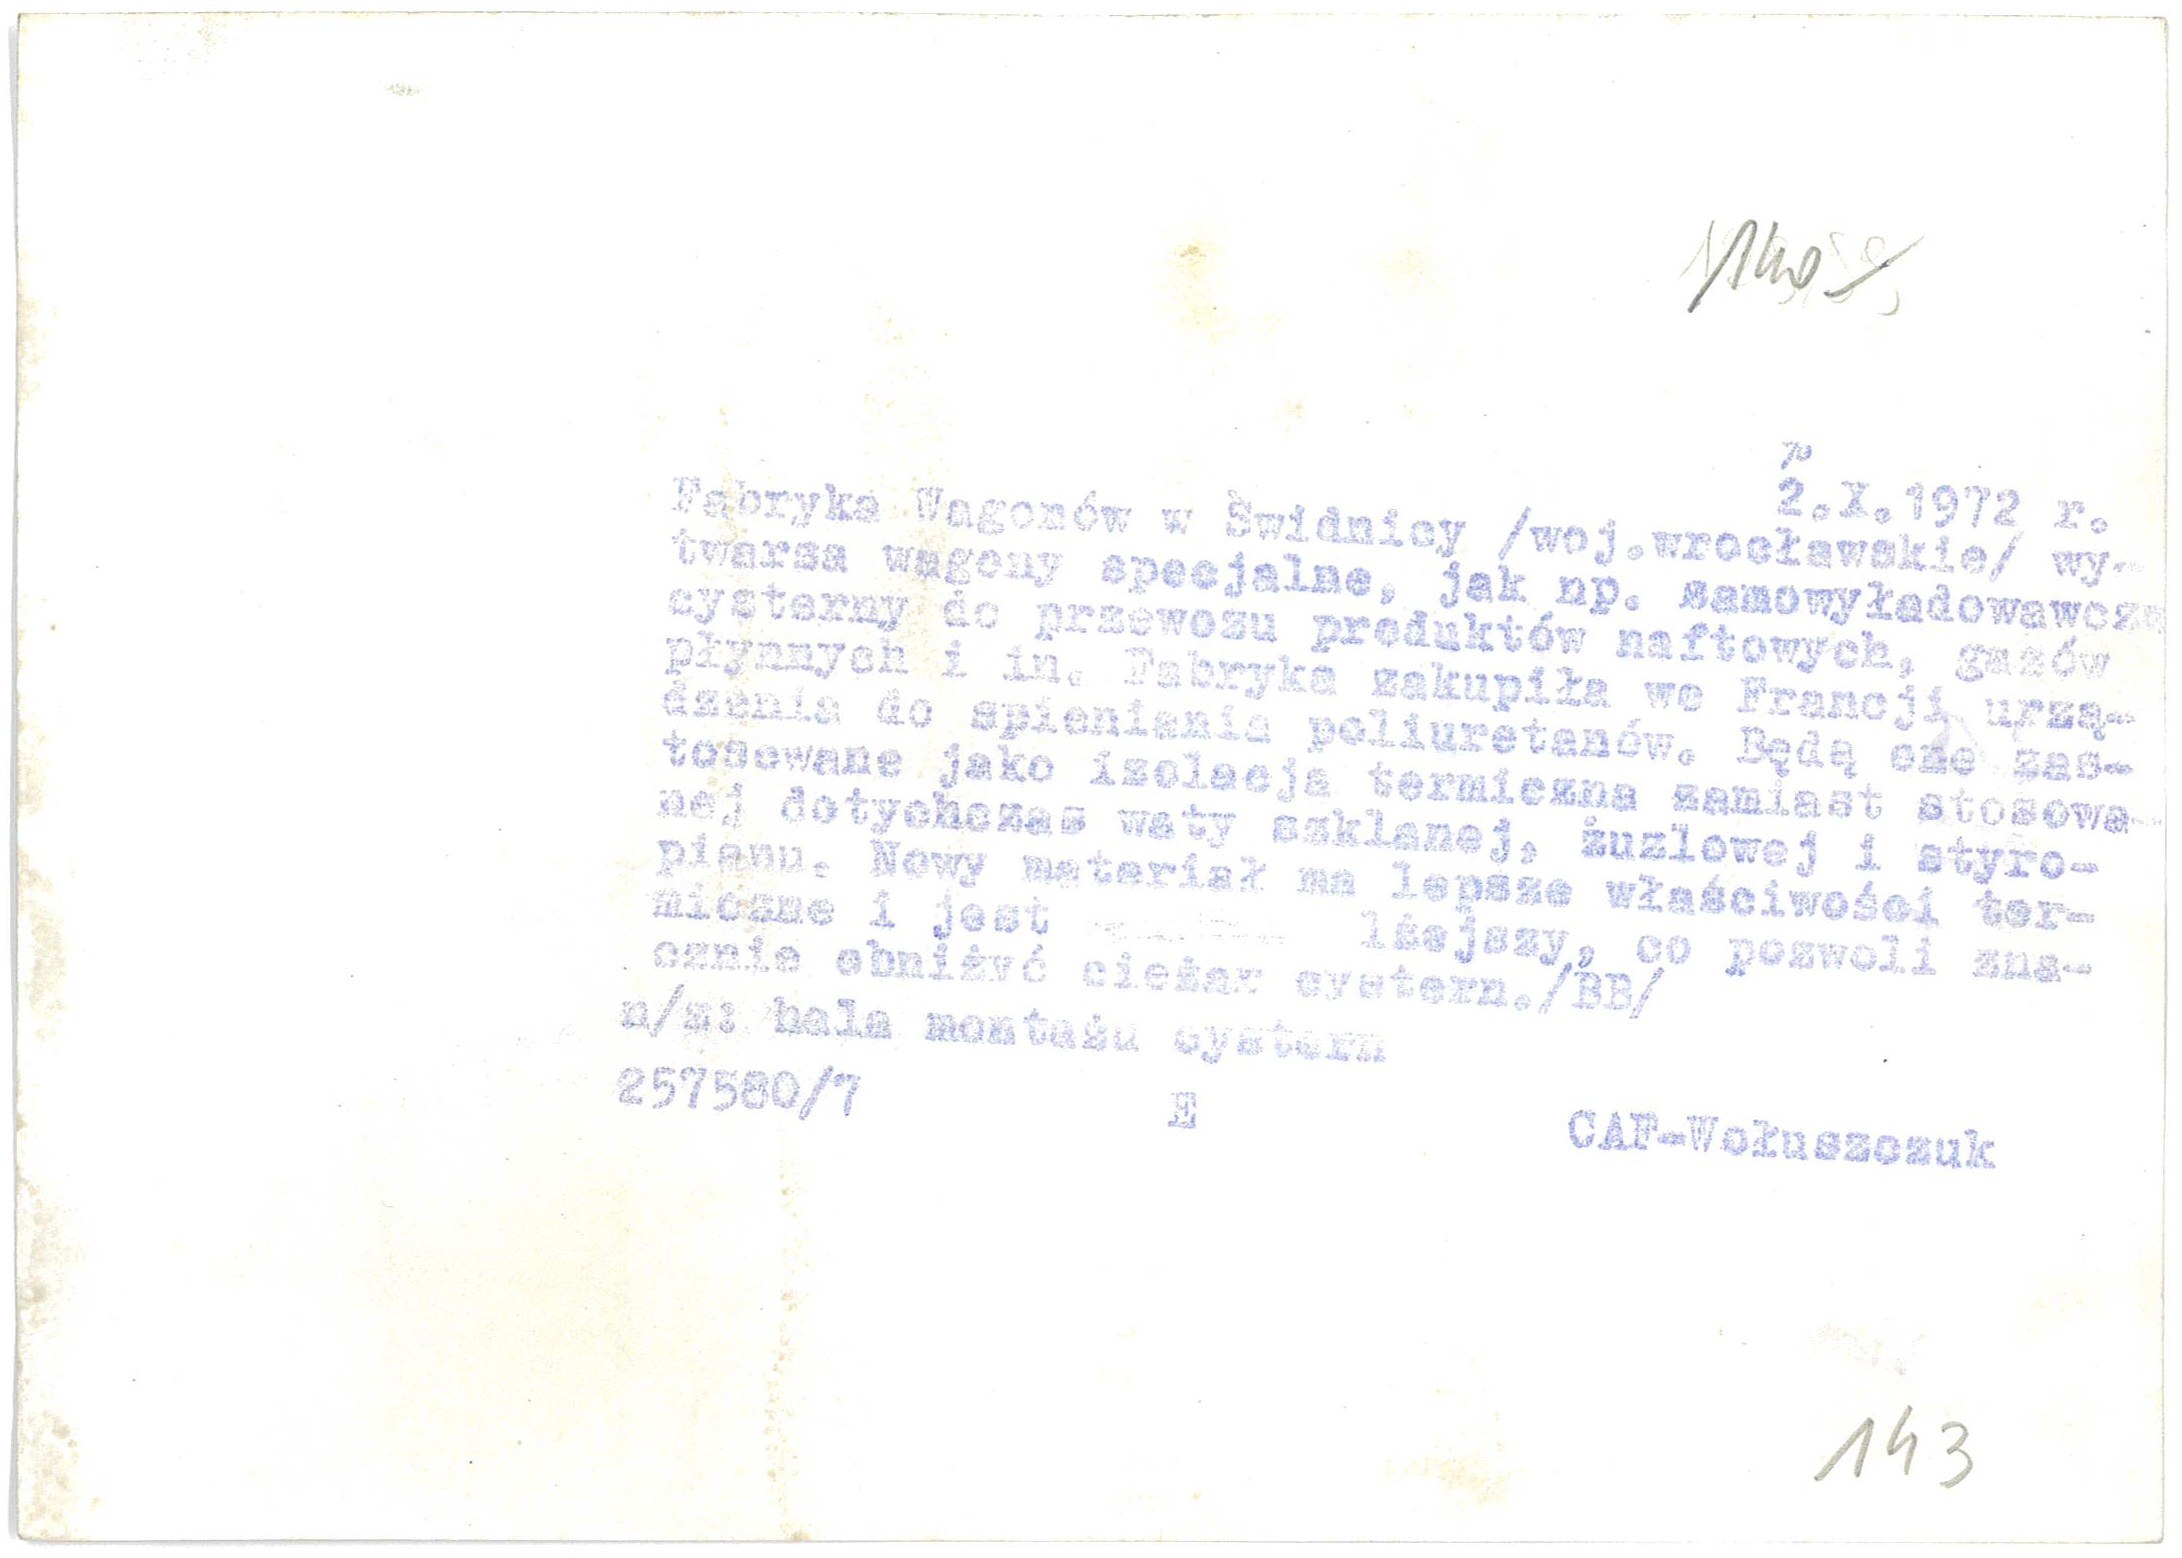 2.X.1972 r.
Fabryka Wagonów w Świdnicy /woj.wrocławskie/ wy-
twarza wagony specjalne, jak np. samowyładowawcze
cysterny do przewozu produktów naftowych, gazów
płynnych i in. Fabryka zakupiła we Francji urzą-
dzenia do spieniania poliuretanów. Będą one zas-
tosowane jako izolacja termiczna zamiast stosowa-
nej dotychczas waty szklanej, żużlowej i styro-
pianu. Nowy materiał ma lepsze właściwości ter-
miczne i jest lżejszy, co pozwoli zna-
cznie obniżyć ciężar cystern./BB/
n/z: hala montażu cystern
257580/7 E CAF-Wołuszczuk
143